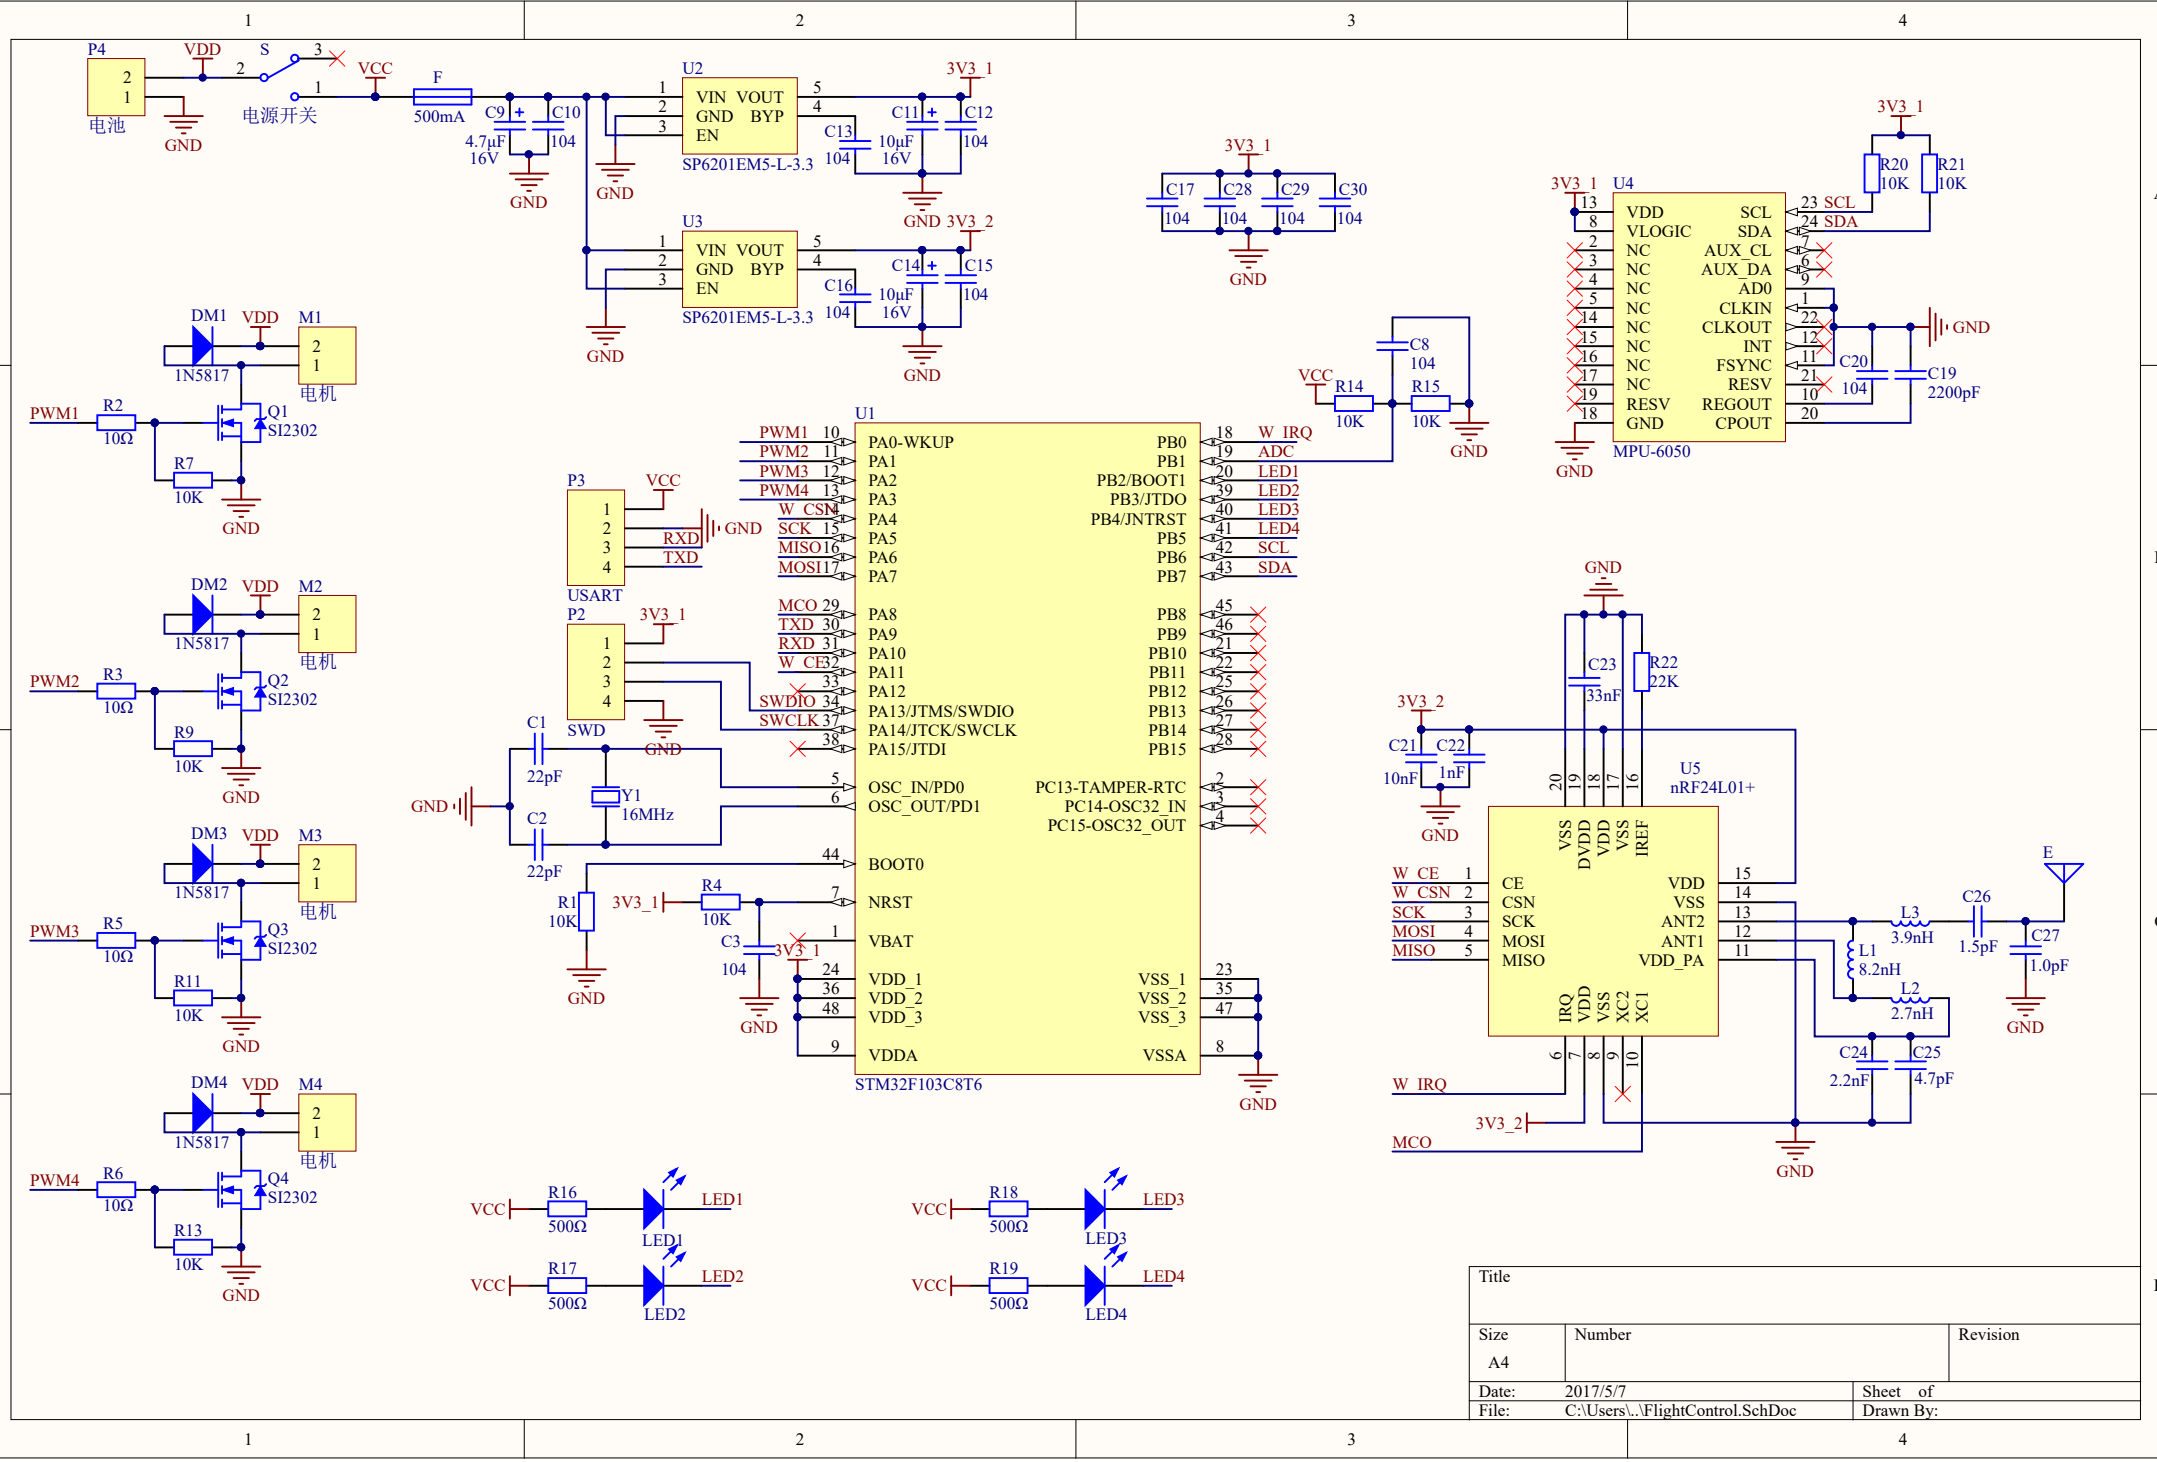 1
2
3
4
P4
VDD
S
3
2
1
2
1
电池
GND
电源开关
VCC
F
500mA
C9
4.7μF
16V
C10
104
GND
U2
1
2
3
VIN VOUT
GND BYP
EN
5
4
SP6201EM5-L-3.3
GND
C13
104
C11
10μF
16V
C12
104
3V3_1
GND
U3
1
2
3
VIN VOUT
GND BYP
EN
5
4
SP6201EM5-L-3.3
GND
C16
104
C14
10μF
16V
C15
104
3V3_2
GND
3V3_1
C17
104
C28
104
C29
104
C30
104
GND
3V3_1
R20
10K
R21
10K
3V3_1
U4
13 VDD
8 VLOGIC
2 NC
3 NC
4 NC
5 NC
14 NC
15 NC
16 NC
17 NC
19 RESV
18 GND
SCL 23 SCL
SDA 24 SDA
AUX_CL 7
AUX_DA 6
AD0 9
CLKIN 1
CLKOUT 22
INT 12
FSYNC 11
RESV 21
REGOUT 10
CPOUT 20
MPU-6050
GND
GND
C20
104
C19
2200pF
DM1
VDD
M1
2
1
1N5817
电机
PWM1
R2
10Ω
Q1
SI2302
R7
10K
GND
DM2
VDD
M2
2
1
1N5817
电机
PWM2
R3
10Ω
Q2
SI2302
R9
10K
GND
DM3
VDD
M3
2
1
1N5817
电机
PWM3
R5
10Ω
Q3
SI2302
R11
10K
GND
DM4
VDD
M4
2
1
1N5817
电机
PWM4
R6
10Ω
Q4
SI2302
R13
10K
GND
P3
1
2
3
4
USART
VCC
GND
RXD
TXD
P2
1
2
3
4
SWD
3V3_1
GND
U1
PWM1 10 PA0-WKUP
PWM2 11 PA1
PWM3 12 PA2
PWM4 13 PA3
W_CSN 14 PA4
SCK 15 PA5
MISO 16 PA6
MOSI 17 PA7
MCO 29 PA8
TXD 30 PA9
RXD 31 PA10
W_CE 32 PA11
33 PA12
SWDIO 34 PA13/JTMS/SWDIO
SWCLK 37 PA14/JTCK/SWCLK
38 PA15/JTDI
5 OSC_IN/PD0
6 OSC_OUT/PD1
44 BOOT0
7 NRST
1 VBAT
24 VDD_1
36 VDD_2
48 VDD_3
9 VDDA
PB0 18 W_IRQ
PB1 19 ADC
PB2/BOOT1 20 LED1
PB3/JTDO 39 LED2
PB4/JNTRST 40 LED3
PB5 41 LED4
PB6 42 SCL
PB7 43 SDA
PB8 45
PB9 46
PB10 21
PB11 22
PB12 25
PB13 26
PB14 27
PB15 28
PC13-TAMPER-RTC 2
PC14-OSC32_IN 3
PC15-OSC32_OUT 4
VSS_1 23
VSS_2 35
VSS_3 47
VSSA 8
STM32F103C8T6
GND
VCC
R14
10K
C8
104
R15
10K
GND
GND
C1
22pF
C2
22pF
Y1
16MHz
R1
10K
GND
3V3_1
R4
10K
C3
104
GND
3V3_1
GND
C23
33nF
R22
22K
3V3_2
C21
10nF
C22
1nF
GND
U5
nRF24L01+
20 VSS
19 DVDD
18 VDD
17 VSS
16 IREF
W_CE 1 CE
W_CSN 2 CSN
SCK 3 SCK
MOSI 4 MOSI
MISO 5 MISO
VDD 15
VSS 14
ANT2 13
ANT1 12
VDD_PA 11
IRQ 6
VDD 7
VSS 8
XC2 9
XC1 10
W_IRQ
3V3_2
MCO
L1
8.2nH
L3
3.9nH
L2
2.7nH
C26
1.5pF
C27
1.0pF
E
GND
C24
2.2nF
C25
4.7pF
GND
VCC
R16
500Ω
LED1
LED1
VCC
R17
500Ω
LED2
LED2
VCC
R18
500Ω
LED3
LED3
VCC
R19
500Ω
LED4
LED4
Title
Size
A4
Number
Revision
Date: 2017/5/7
Sheet of
File: C:\Users\..\FlightControl.SchDoc
Drawn By:
1
2
3
4